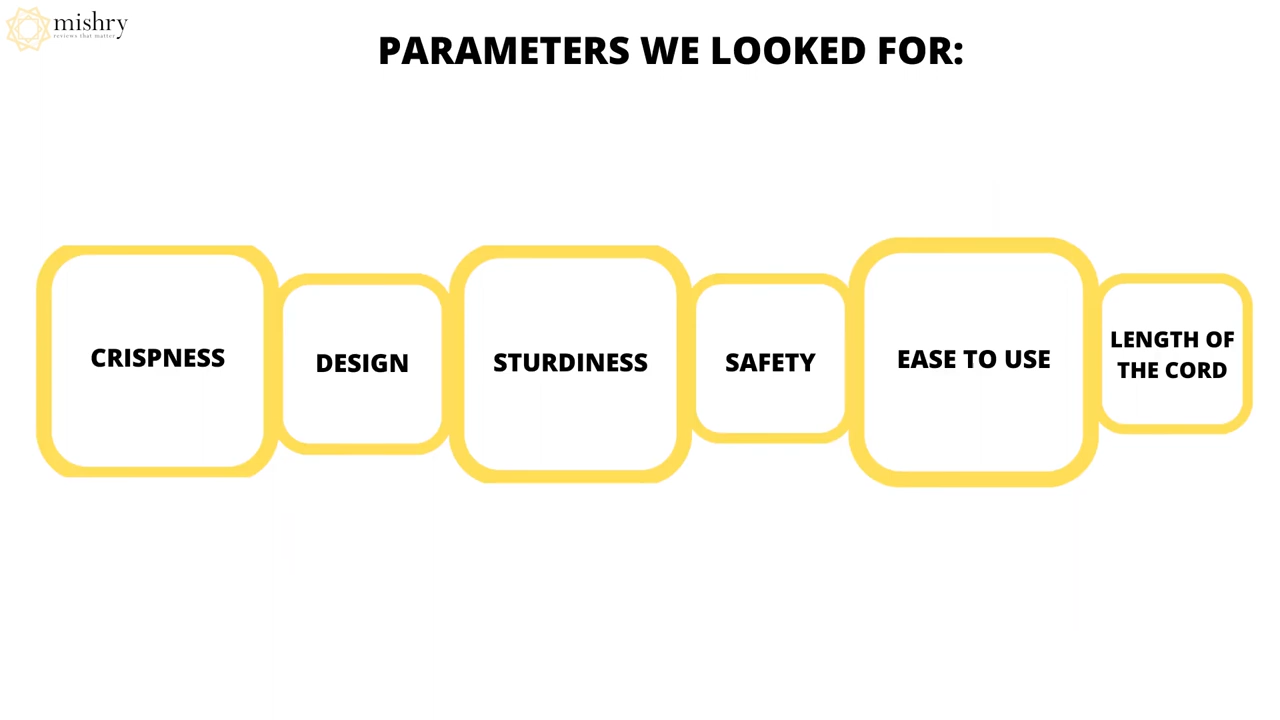 mishry
reviews that matter
PARAMETERS WE LOOKED FOR:
CRISPNESS
DESIGN
STURDINESS
SAFETY
EASE TO USE
LENGTH OF
THE CORD